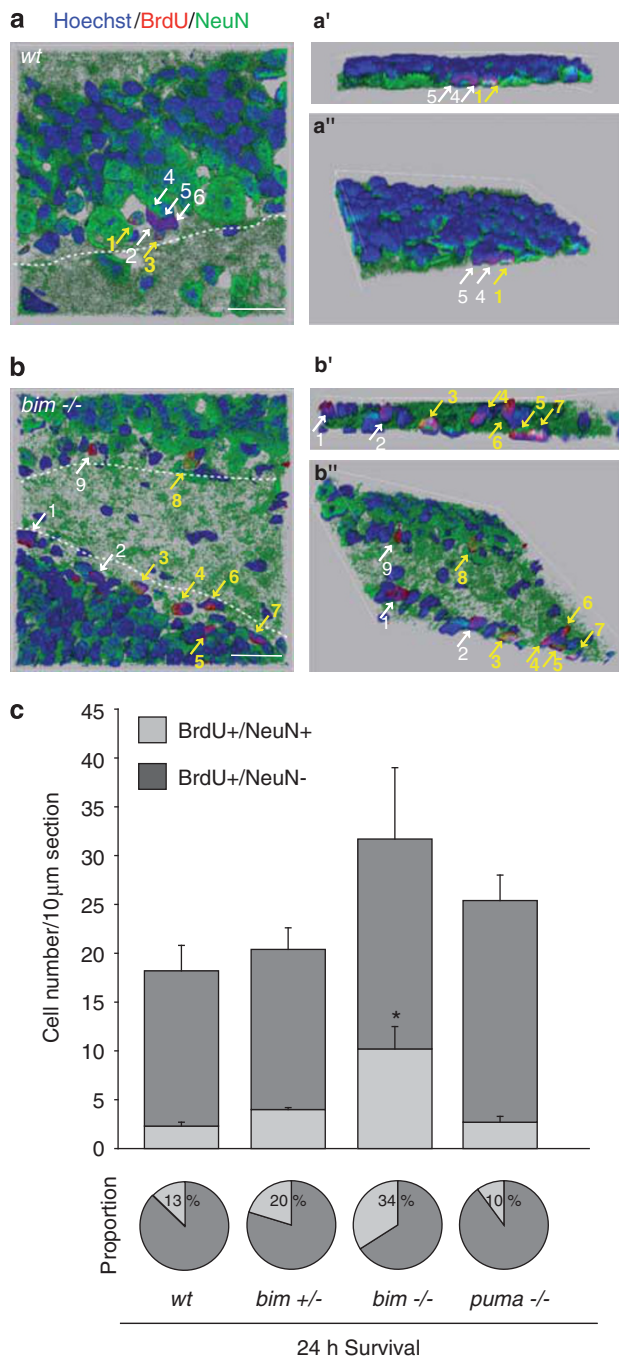 a Hoechst/BrdU/NeuN
wt
4
5
6
1
2
3
a'
5 4 1
a"
5 4 1
b
bim -/-
9
8
1
2
3
4
6
5
7
b'
3 4 5 7
1 2 6
b"
9
8
1
2
3
4
5
6
7
c
Cell number/10µm section
45
40
35
30
25
20
15
10
5
0
BrdU+/NeuN+
BrdU+/NeuN-
*
Proportion
13 % 20 % 34 % 10 %
wt bim +/- bim -/- puma -/-
24 h Survival